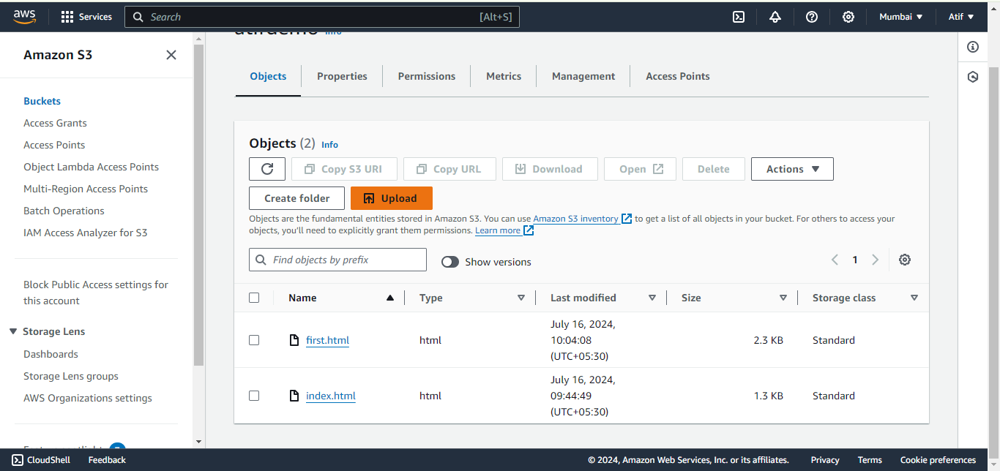 aws
Services
Search
[Alt+S]
Mumbai
Atif
Amazon S3
Buckets
Access Grants
Access Points
Object Lambda Access Points
Multi-Region Access Points
Batch Operations
IAM Access Analyzer for S3
Block Public Access settings for
this account
Storage Lens
Dashboards
Storage Lens groups
AWS Organizations settings
Info
Objects
Properties
Permissions
Metrics
Management
Access Points
Objects (2) Info
Copy S3 URI
Copy URL
Download
Open
Delete
Actions
Create folder
Upload
Objects are the fundamental entities stored in Amazon S3. You can use Amazon S3 inventory to get a list of all objects in your bucket. For others to access your
objects, you'll need to explicitly grant them permissions. Learn more
Find objects by prefix
Show versions
1
Name
Type
Last modified
Size
Storage class
first.html
html
July 16, 2024,
10:04:08
(UTC+05:30)
2.3 KB
Standard
index.html
html
July 16, 2024,
09:44:49
(UTC+05:30)
1.3 KB
Standard
CloudShell
Feedback
© 2024, Amazon Web Services, Inc. or its affiliates.
Privacy
Terms
Cookie preferences